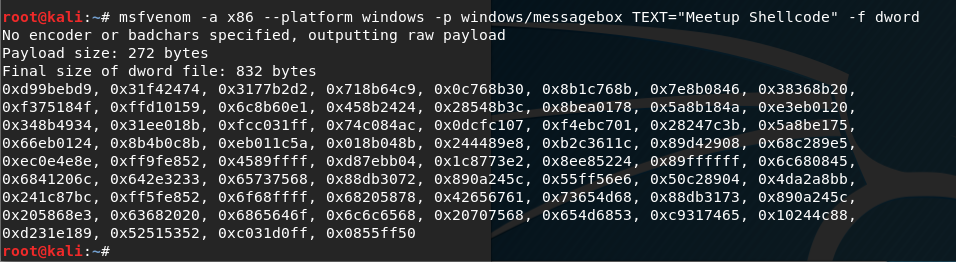 root@kali:~# msfvenom -a x86 --platform windows -p windows/messagebox TEXT="Meetup Shellcode" -f dword
No encoder or badchars specified, outputting raw payload
Payload size: 272 bytes
Final size of dword file: 832 bytes
0xd99bebd9, 0x31f42474, 0x3177b2d2, 0x718b64c9, 0x0c768b30, 0x8b1c768b, 0x7e8b0846, 0x38368b20,
0xf375184f, 0xffd10159, 0x6c8b60e1, 0x458b2424, 0x28548b3c, 0x8bea0178, 0x5a8b184a, 0xe3eb0120,
0x348b4934, 0x31ee018b, 0xfcc031ff, 0x74c084ac, 0x0dcfc107, 0xf4ebc701, 0x28247c3b, 0x5a8be175,
0x66eb0124, 0x8b4b0c8b, 0xeb011c5a, 0x018b048b, 0x244489e8, 0xb2c3611c, 0x89d42908, 0x68c289e5,
0xec0e4e8e, 0xff9fe852, 0x4589ffff, 0xd87ebb04, 0x1c8773e2, 0x8ee85224, 0x89ffffff, 0x6c680845,
0x6841206c, 0x642e3233, 0x65737568, 0x88db3072, 0x890a245c, 0x55ff56e6, 0x50c28904, 0x4da2a8bb,
0x241c87bc, 0xff5fe852, 0x6f68ffff, 0x68205878, 0x42656761, 0x73654d68, 0x88db3173, 0x890a245c,
0x205868e3, 0x63682020, 0x6865646f, 0x6c6c6568, 0x20707568, 0x654d6853, 0xc9317465, 0x10244c88,
0xd231e189, 0x52515352, 0xc031d0ff, 0x0855ff50
root@kali:~#